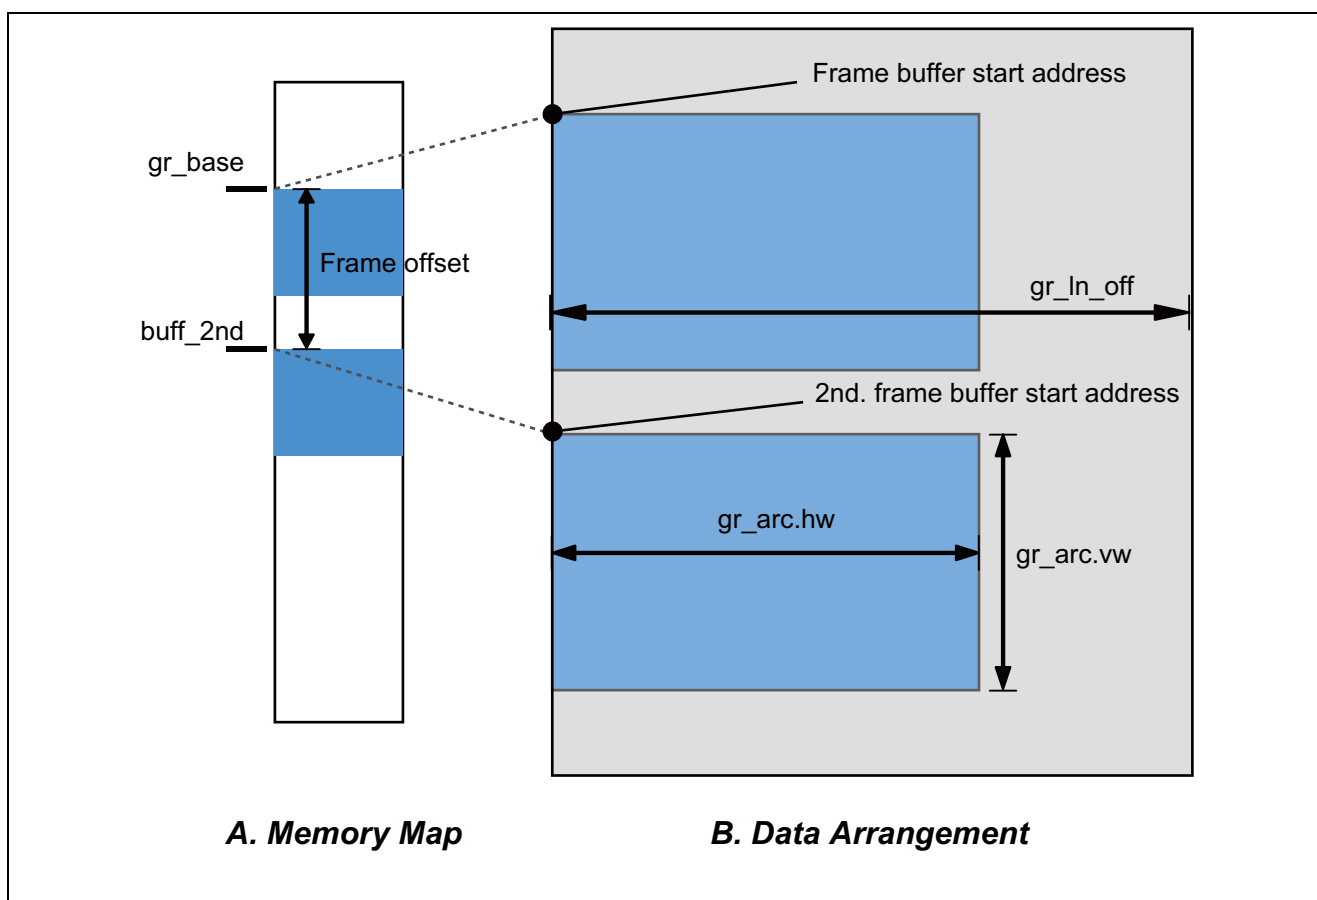 Frame buffer start address
gr_base
Frame offset
gr_ln_off
buff_2nd
2nd. frame buffer start address
gr_arc.hw
gr_arc.vw
A. Memory Map
B. Data Arrangement